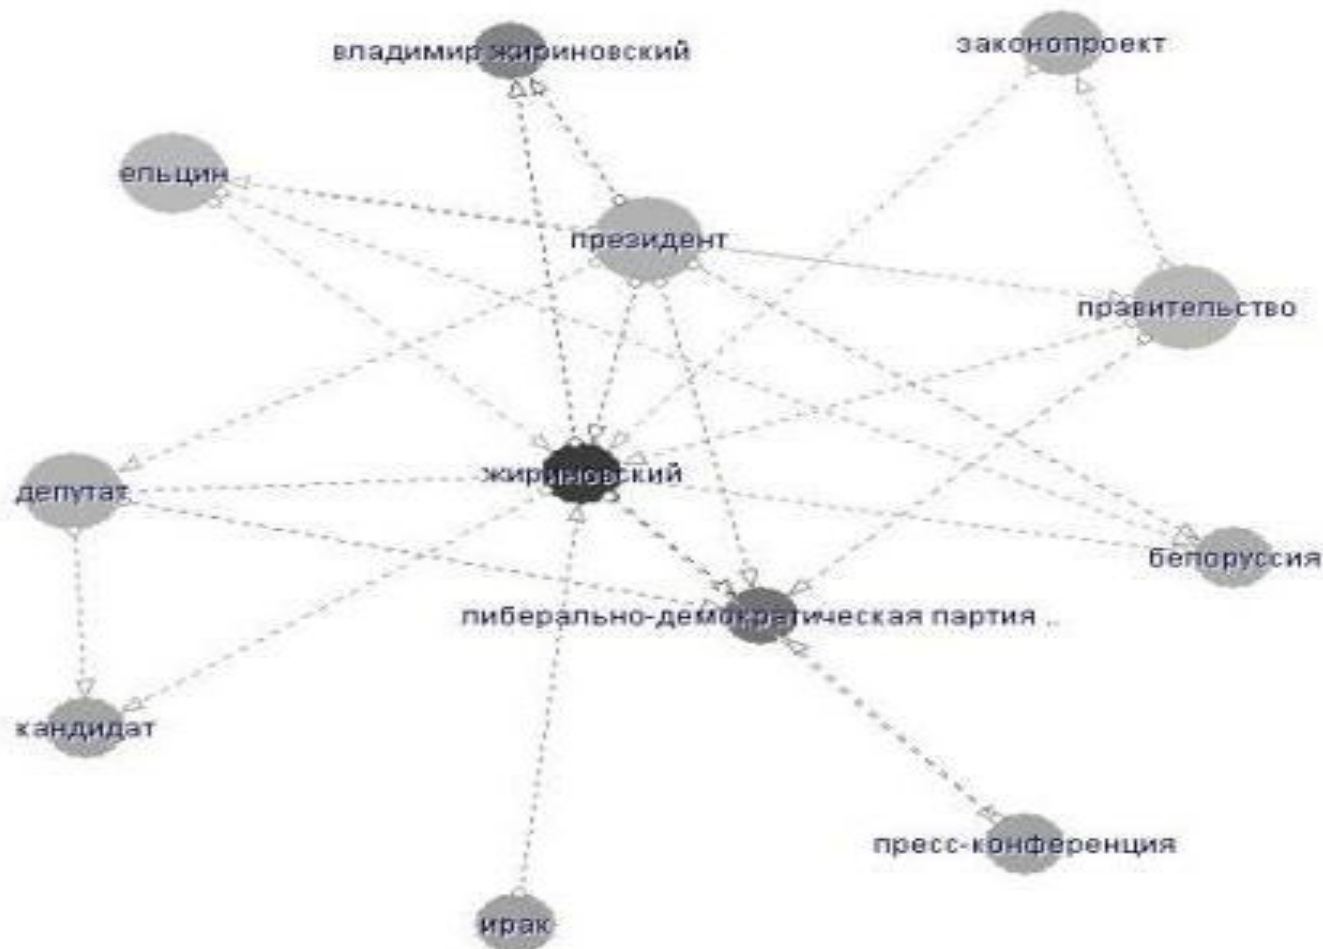 владимир жириновский
законопроект
ельцин
президент
правительство
жириновский
депутат
белоруссия
либерально-демократическая партия ..
кандидат
пресс-конференция
ирак